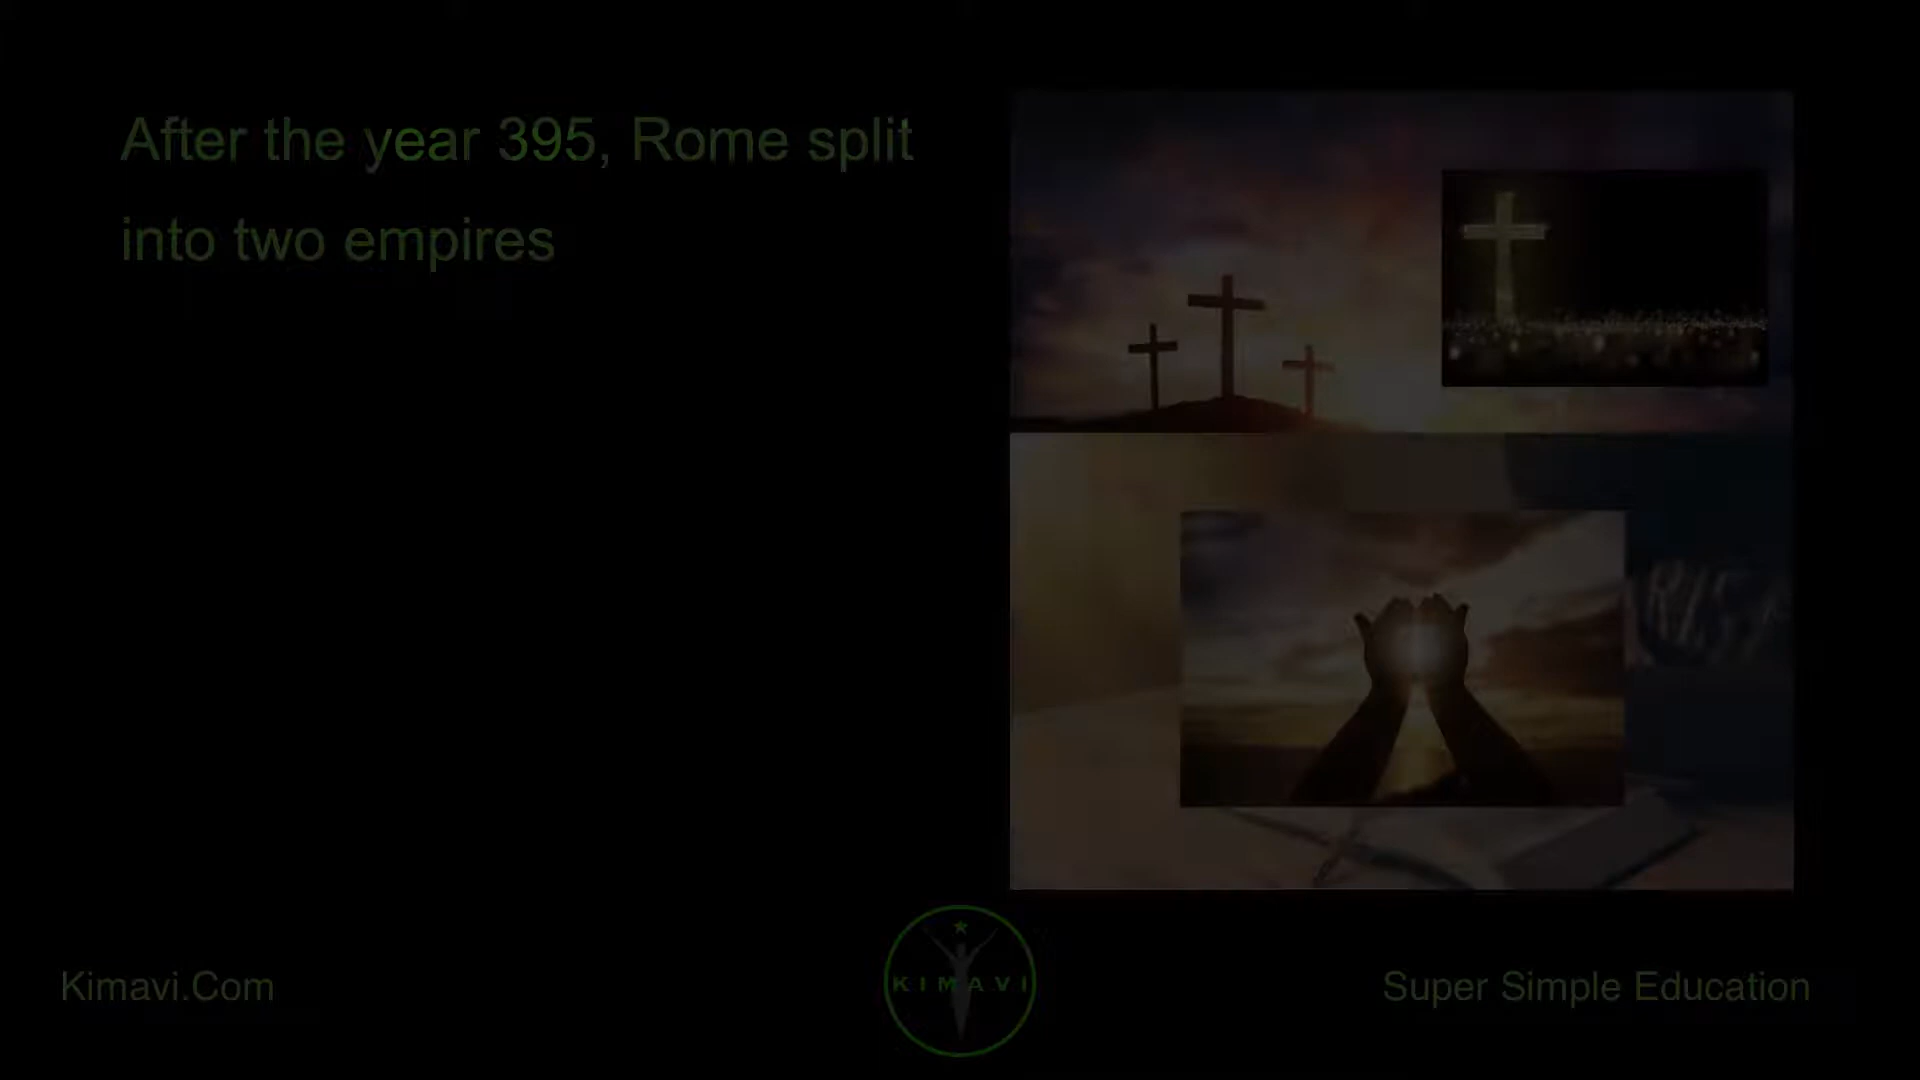 After the year 395, Rome split
into two empires
KIMAVI
Kimavi.Com
Super Simple Education